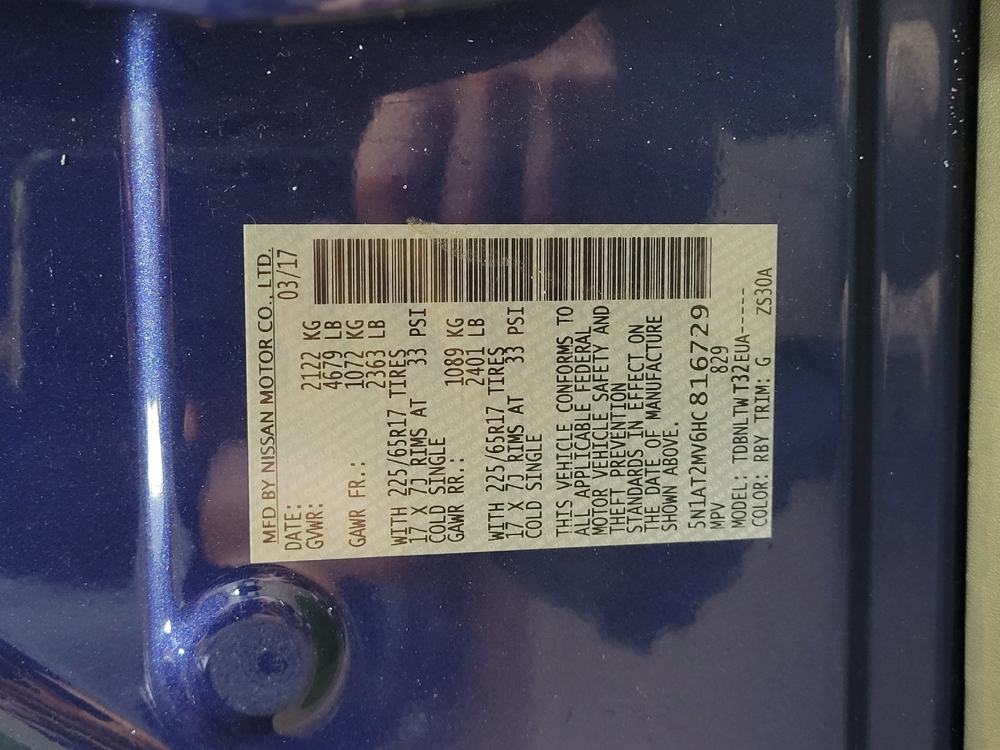 MFD BY NISSAN MOTOR CO., LTD.
DATE: 03/17
GVWR: 2122 KG
4679 LB
GAWR FR.: 1072 KG
2363 LB
WITH 225/65R17 TIRES
17 X 7J RIMS AT 33 PSI
COLD SINGLE
GAWR RR.: 1089 KG
2401 LB
WITH 225/65R17 TIRES
17 X 7J RIMS AT 33 PSI
COLD SINGLE
THIS VEHICLE CONFORMS TO
ALL APPLICABLE FEDERAL
MOTOR VEHICLE SAFETY AND
THEFT PREVENTION
STANDARDS IN EFFECT ON
THE DATE OF MANUFACTURE
SHOWN ABOVE.
5N1AT2MV6HC816729
MPV 829
MODEL: TDBNLTWT32EUA-----
COLOR: RBY TRIM: G ZS30A